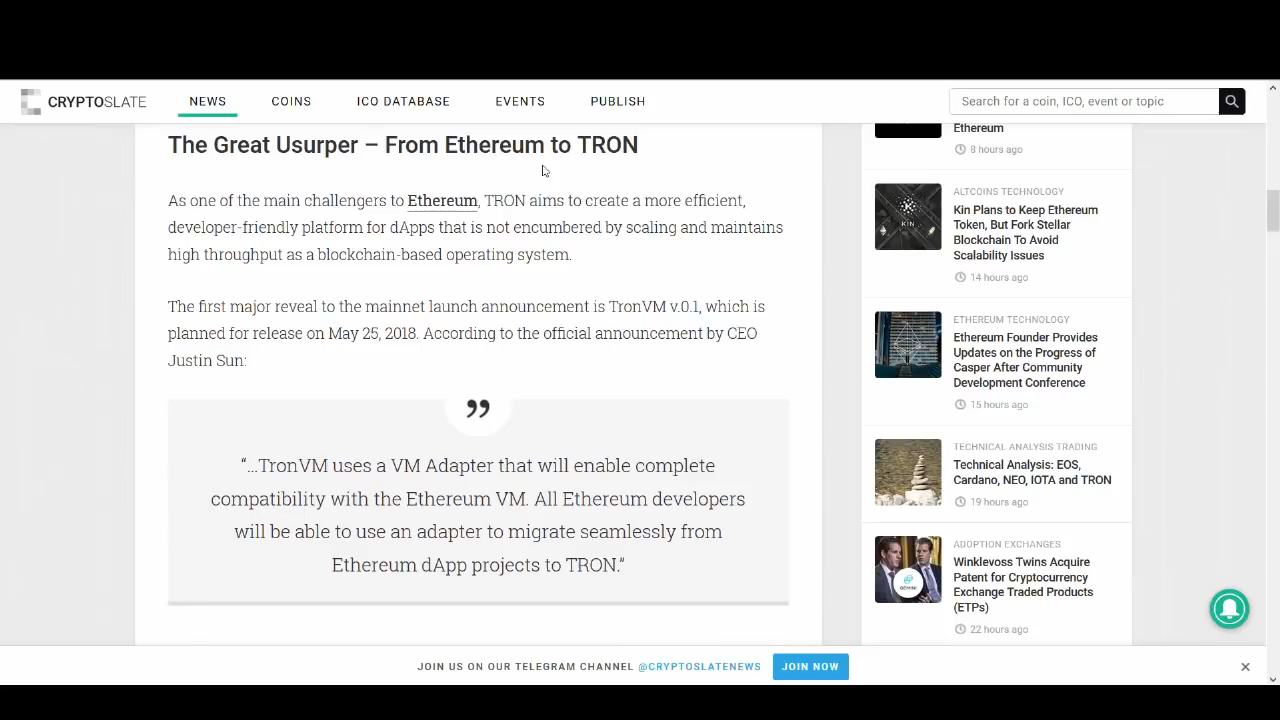 CRYPTOSLATE
NEWS
COINS
ICO DATABASE
EVENTS
PUBLISH
Search for a coin, ICO, event or topic
The Great Usurper – From Ethereum to TRON
As one of the main challengers to Ethereum, TRON aims to create a more efficient,
developer-friendly platform for dApps that is not encumbered by scaling and maintains
high throughput as a blockchain-based operating system.
The first major reveal to the mainnet launch announcement is TronVM v.0.1, which is
planned for release on May 25, 2018. According to the official announcement by CEO
Justin Sun:
”
“...TronVM uses a VM Adapter that will enable complete
compatibility with the Ethereum VM. All Ethereum developers
will be able to use an adapter to migrate seamlessly from
Ethereum dApp projects to TRON.”
Ethereum
8 hours ago
KIN
ALTCOINS TECHNOLOGY
Kin Plans to Keep Ethereum
Token, But Fork Stellar
Blockchain To Avoid
Scalability Issues
14 hours ago
ETHEREUM TECHNOLOGY
Ethereum Founder Provides
Updates on the Progress of
Casper After Community
Development Conference
15 hours ago
TECHNICAL ANALYSIS TRADING
Technical Analysis: EOS,
Cardano, NEO, IOTA and TRON
19 hours ago
GEMINI
ADOPTION EXCHANGES
Winklevoss Twins Acquire
Patent for Cryptocurrency
Exchange Traded Products
(ETPs)
22 hours ago
JOIN US ON OUR TELEGRAM CHANNEL @CRYPTOSLATENEWS
JOIN NOW